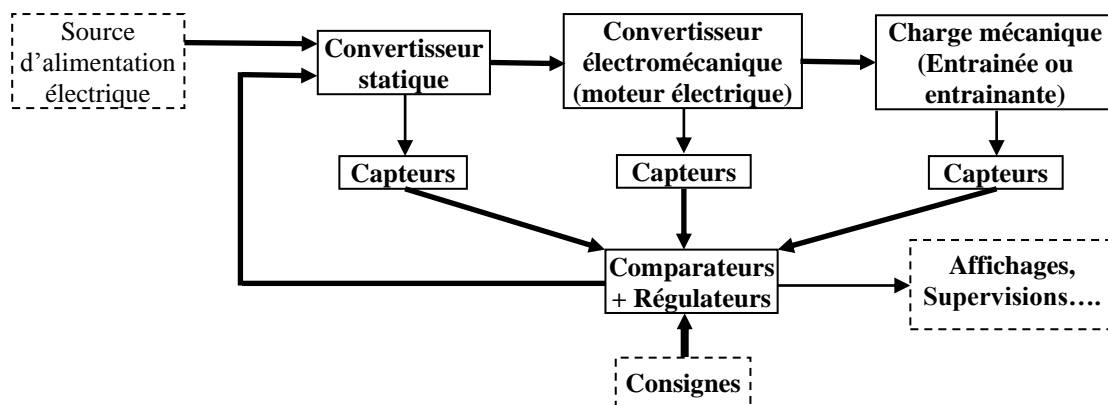 Source
d’alimentation
électrique
Convertisseur
statique
Convertisseur
électromécanique
(moteur électrique)
Charge mécanique
(Entrainée ou
entrainante)
Capteurs
Capteurs
Capteurs
Comparateurs
+ Régulateurs
Affichages,
Supervisions….
Consignes